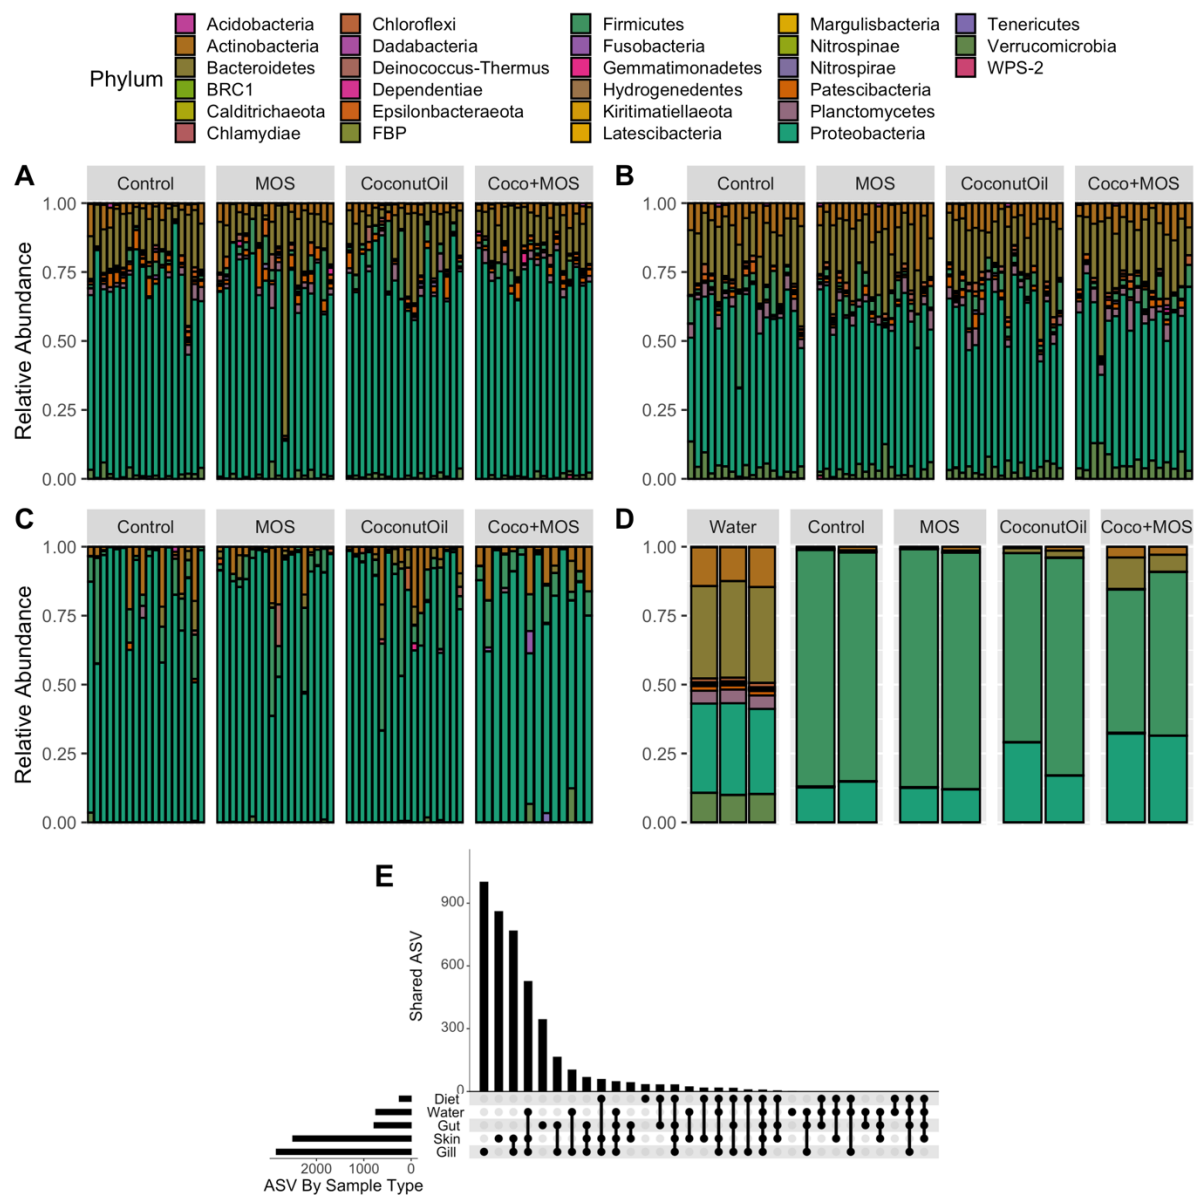 Phylum
Acidobacteria
Actinobacteria
Bacteroidetes
BRC1
Calditrichaeota
Chlamydiae
Chloroflexi
Dadabacteria
Deinococcus-Thermus
Dependentiae
Epsilonbacteraeota
FBP
Firmicutes
Fusobacteria
Gemmatimonadetes
Hydrogenedentes
Kiritimatiellaeota
Latescibacteria
Margulisbacteria
Nitrospinae
Nitrospirae
Patescibacteria
Planctomycetes
Proteobacteria
Tenericutes
Verrucomicrobia
WPS-2
A
Control MOS CoconutOil Coco+MOS
Relative Abundance
1.00
0.75
0.50
0.25
0.00
B
Control MOS CoconutOil Coco+MOS
1.00
0.75
0.50
0.25
0.00
C
Control MOS CoconutOil Coco+MOS
Relative Abundance
1.00
0.75
0.50
0.25
0.00
D
Water Control MOS CoconutOil Coco+MOS
1.00
0.75
0.50
0.25
0.00
E
Shared ASV
900
600
300
0
Diet
Water
Gut
Skin
Gill
2000 1000 0
ASV By Sample Type